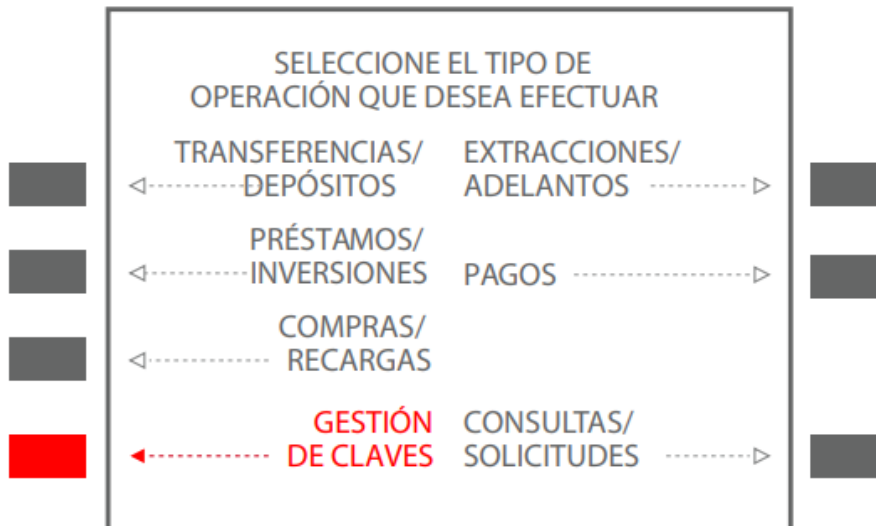 SELECCIONE EL TIPO DE
OPERACIÓN QUE DESEA EFECTUAR
TRANSFERENCIAS/
DEPÓSITOS
EXTRACCIONES/
ADELANTOS
PRÉSTAMOS/
INVERSIONES
PAGOS
COMPRAS/
RECARGAS
GESTIÓN
DE CLAVES
CONSULTAS/
SOLICITUDES